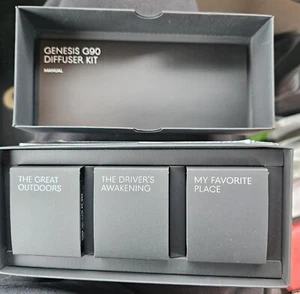 GENESIS G90
DIFFUSER KIT
MANUAL
THE GREAT
OUTDOORS
THE DRIVER'S
AWAKENING
MY FAVORITE
PLACE